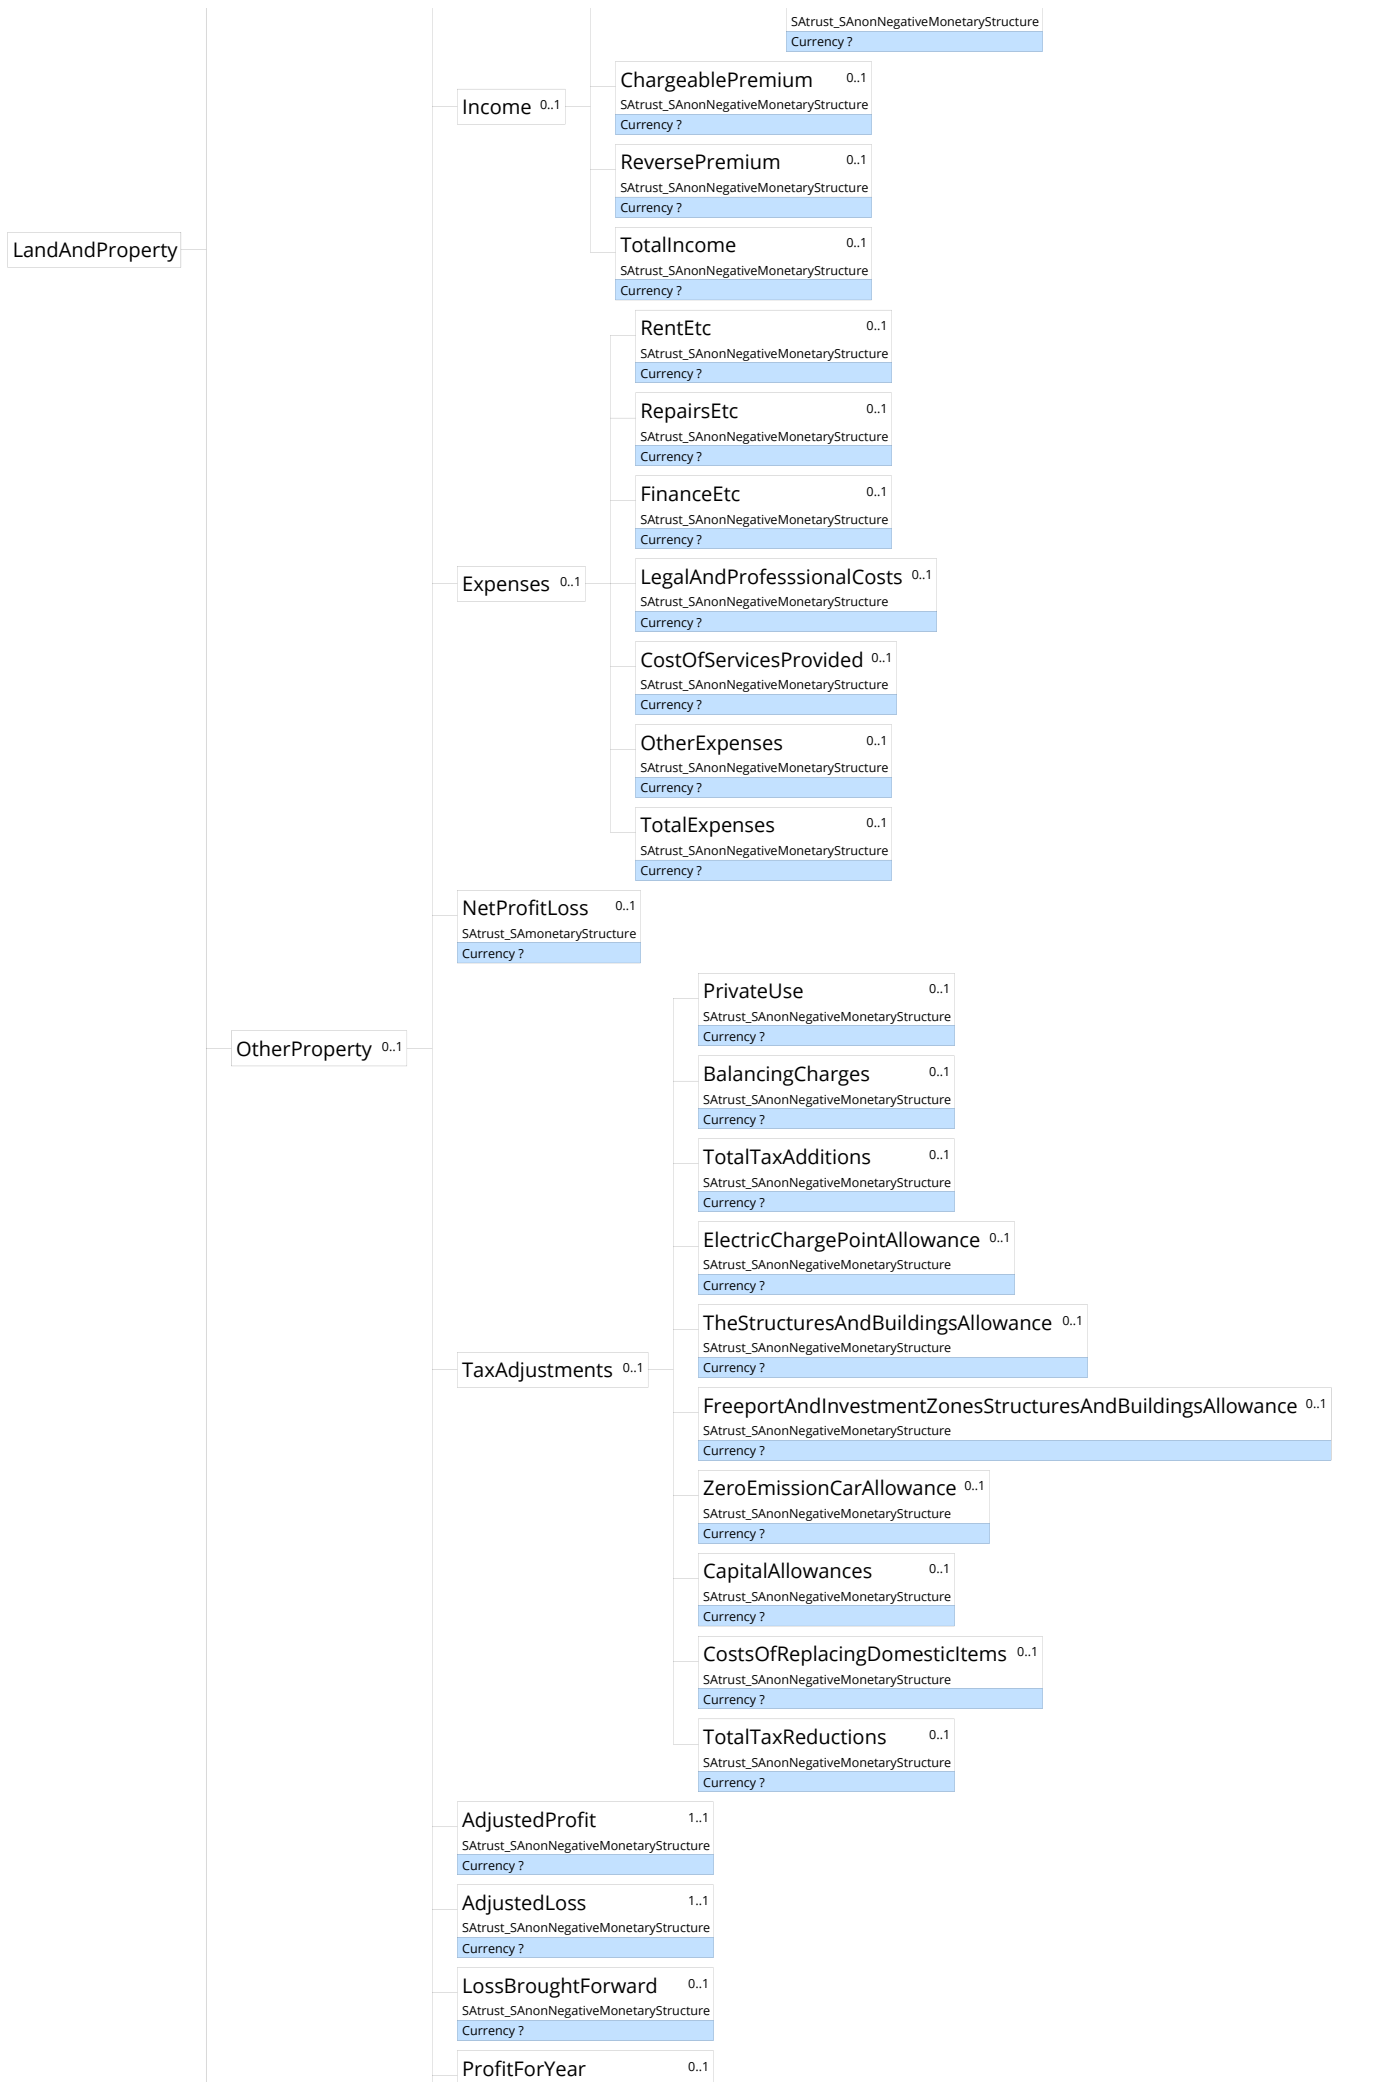 SAtrust_SAnonNegativeMonetaryStructure
Currency ?
ChargeablePremium 0..1
SAtrust_SAnonNegativeMonetaryStructure
Currency ?
Income 0..1
ReversePremium 0..1
SAtrust_SAnonNegativeMonetaryStructure
Currency ?
LandAndProperty
TotalIncome 0..1
SAtrust_SAnonNegativeMonetaryStructure
Currency ?
RentEtc 0..1
SAtrust_SAnonNegativeMonetaryStructure
Currency ?
RepairsEtc 0..1
SAtrust_SAnonNegativeMonetaryStructure
Currency ?
FinanceEtc 0..1
SAtrust_SAnonNegativeMonetaryStructure
Currency ?
Expenses 0..1
LegalAndProfesssionalCosts 0..1
SAtrust_SAnonNegativeMonetaryStructure
Currency ?
CostOfServicesProvided 0..1
SAtrust_SAnonNegativeMonetaryStructure
Currency ?
OtherExpenses 0..1
SAtrust_SAnonNegativeMonetaryStructure
Currency ?
TotalExpenses 0..1
SAtrust_SAnonNegativeMonetaryStructure
Currency ?
NetProfitLoss 0..1
SAtrust_SAmonetaryStructure
Currency ?
PrivateUse 0..1
SAtrust_SAnonNegativeMonetaryStructure
Currency ?
OtherProperty 0..1
BalancingCharges 0..1
SAtrust_SAnonNegativeMonetaryStructure
Currency ?
TotalTaxAdditions 0..1
SAtrust_SAnonNegativeMonetaryStructure
Currency ?
ElectricChargePointAllowance 0..1
SAtrust_SAnonNegativeMonetaryStructure
Currency ?
TheStructuresAndBuildingsAllowance 0..1
SAtrust_SAnonNegativeMonetaryStructure
Currency ?
TaxAdjustments 0..1
FreeportAndInvestmentZonesStructuresAndBuildingsAllowance 0..1
SAtrust_SAnonNegativeMonetaryStructure
Currency ?
ZeroEmissionCarAllowance 0..1
SAtrust_SAnonNegativeMonetaryStructure
Currency ?
CapitalAllowances 0..1
SAtrust_SAnonNegativeMonetaryStructure
Currency ?
CostsOfReplacingDomesticItems 0..1
SAtrust_SAnonNegativeMonetaryStructure
Currency ?
TotalTaxReductions 0..1
SAtrust_SAnonNegativeMonetaryStructure
Currency ?
AdjustedProfit 1..1
SAtrust_SAnonNegativeMonetaryStructure
Currency ?
AdjustedLoss 1..1
SAtrust_SAnonNegativeMonetaryStructure
Currency ?
LossBroughtForward 0..1
SAtrust_SAnonNegativeMonetaryStructure
Currency ?
ProfitForYear 0..1